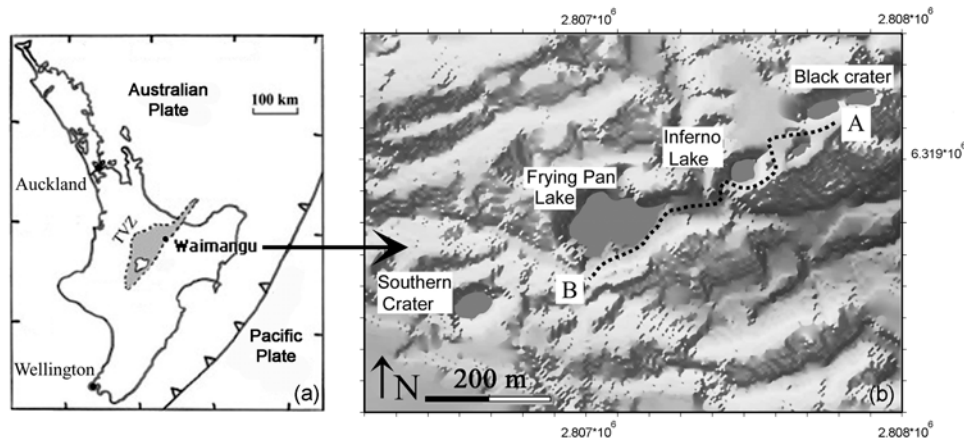 Australian
Plate
100 km
Auckland
TVZ
Waimangu
Wellington
Pacific
Plate
(a)
2.807*10⁶
2.808*10⁶
Black crater
A
Inferno
Lake
6.319*10⁶
Frying Pan
Lake
B
Southern
Crater
N
200 m
(b)
2.807*10⁶
2.808*10⁶